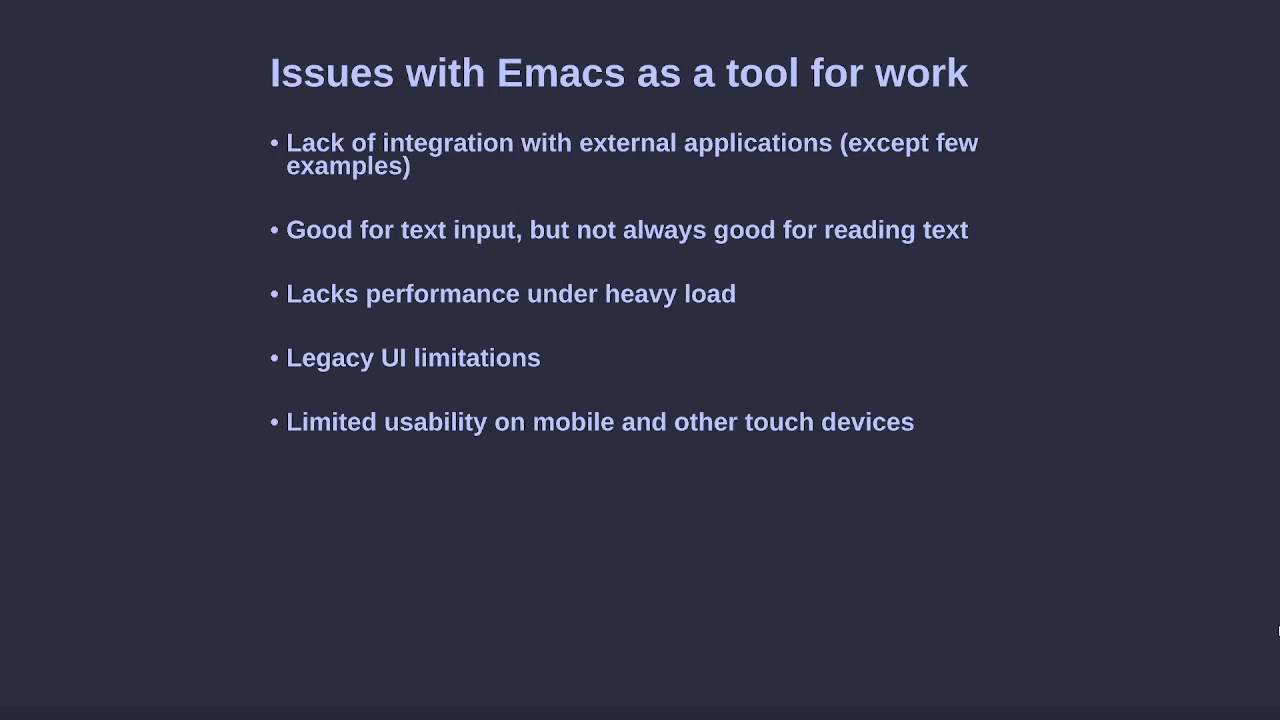 Issues with Emacs as a tool for work
• Lack of integration with external applications (except few
examples)
• Good for text input, but not always good for reading text
• Lacks performance under heavy load
• Legacy UI limitations
• Limited usability on mobile and other touch devices